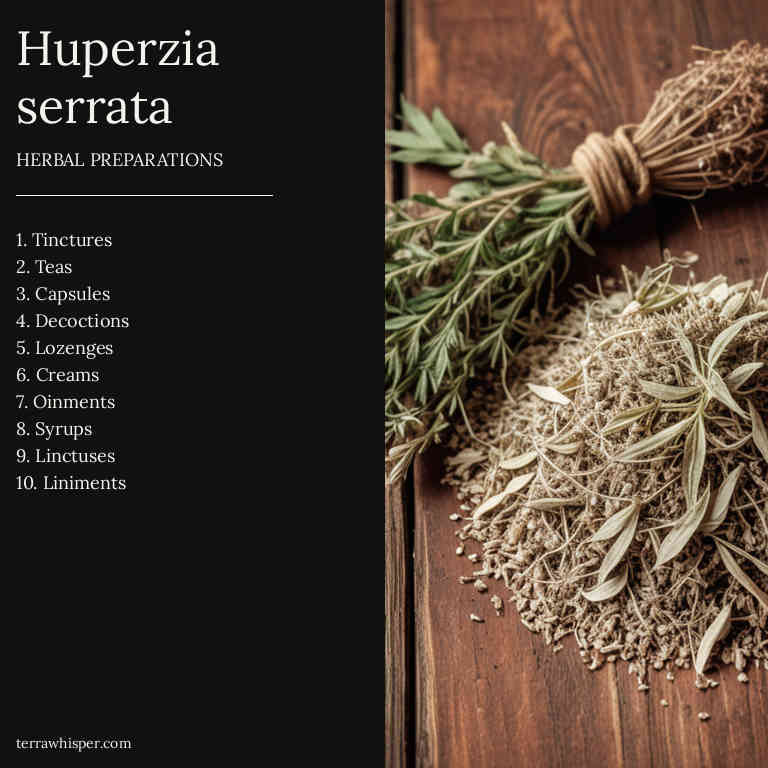 Huperzia
serrata
HERBAL PREPARATIONS
1. Tinctures
2. Teas
3. Capsules
4. Decoctions
5. Lozenges
6. Creams
7. Oinments
8. Syrups
9. Linctuses
10. Liniments
terrawhisper.com